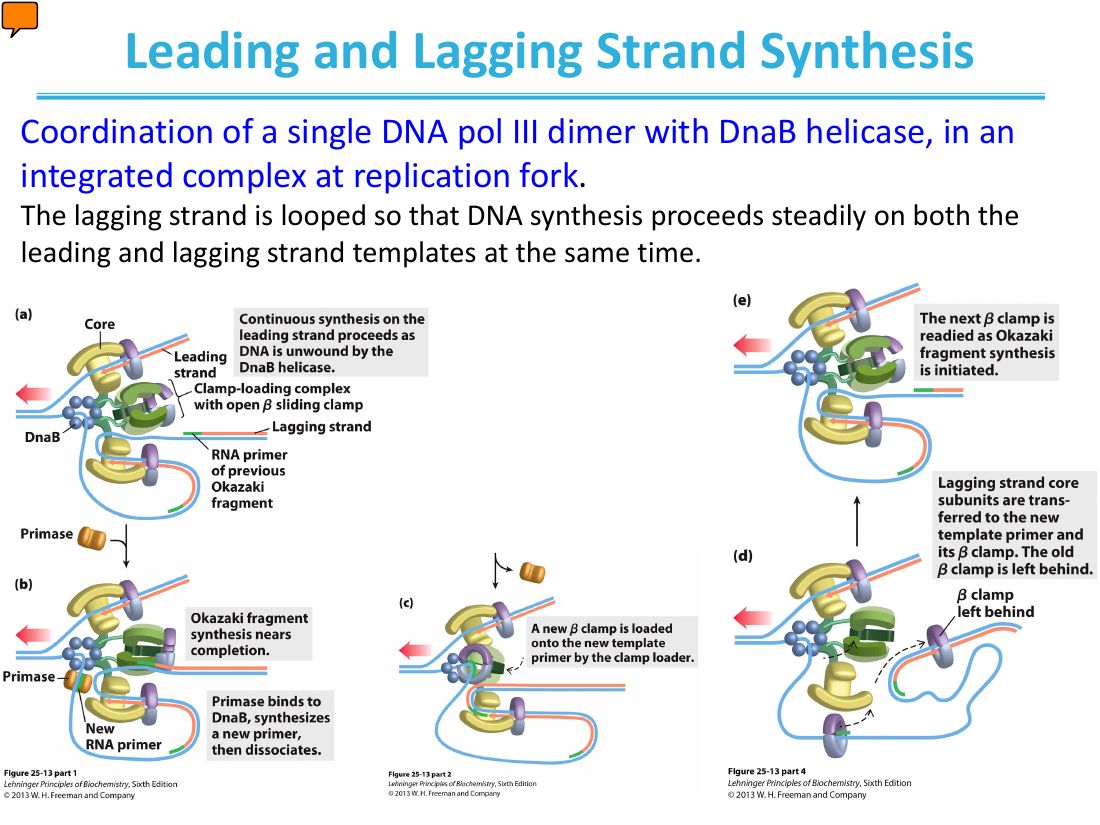 Leading and Lagging Strand Synthesis
Coordination of a single DNA pol III dimer with DnaB helicase, in an
integrated complex at replication fork.
The lagging strand is looped so that DNA synthesis proceeds steadily on both the
leading and lagging strand templates at the same time.
(a)
Core
Continuous synthesis on the
leading strand proceeds as
DNA is unwound by the
DnaB helicase.
Leading
strand
Clamp-loading complex
with open β sliding clamp
DnaB
Lagging strand
RNA primer
of previous
Okazaki
fragment
Primase
(b)
Okazaki fragment
synthesis nears
completion.
Primase
New
RNA primer
Primase binds to
DnaB, synthesizes
a new primer,
then dissociates.
Figure 25-13 part 1
Lehninger Principles of Biochemistry, Sixth Edition
© 2013 W. H. Freeman and Company
(c)
A new β clamp is loaded
onto the new template
primer by the clamp loader.
Figure 25-13 part 2
Lehninger Principles of Biochemistry, Sixth Edition
© 2013 W. H. Freeman and Company
(e)
The next β clamp is
readied as Okazaki
fragment synthesis
is initiated.
Lagging strand core
subunits are trans-
ferred to the new
template primer and
its β clamp. The old
β clamp is left behind.
(d)
β clamp
left behind
Figure 25-13 part 4
Lehninger Principles of Biochemistry, Sixth Edition
© 2013 W. H. Freeman and Company